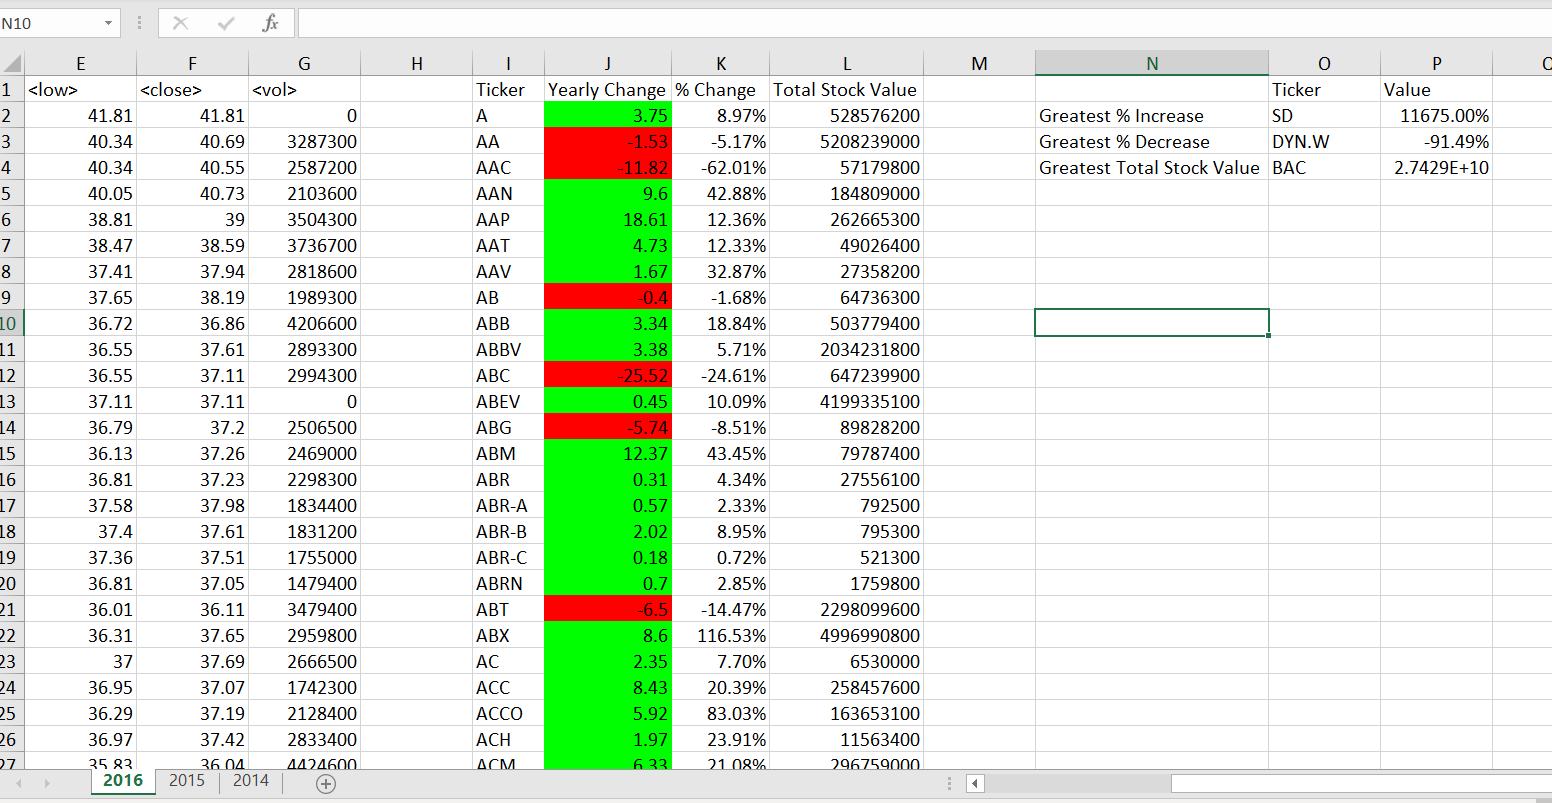 N10 fx
E F G H I J K L M N O P
1 <low> <close> <vol> Ticker Yearly Change % Change Total Stock Value Ticker Value
2 41.81 41.81 0 A 3.75 8.97% 528576200 Greatest % Increase SD 11675.00%
3 40.34 40.69 3287300 AA -1.53 -5.17% 5208239000 Greatest % Decrease DYN.W -91.49%
4 40.34 40.55 2587200 AAC -11.82 -62.01% 57179800 Greatest Total Stock Value BAC 2.7429E+10
5 40.05 40.73 2103600 AAN 9.6 42.88% 184809000
6 38.81 39 3504300 AAP 18.61 12.36% 262665300
7 38.47 38.59 3736700 AAT 4.73 12.33% 49026400
8 37.41 37.94 2818600 AAV 1.67 32.87% 27358200
9 37.65 38.19 1989300 AB -0.4 -1.68% 64736300
10 36.72 36.86 4206600 ABB 3.34 18.84% 503779400
11 36.55 37.61 2893300 ABBV 3.38 5.71% 2034231800
12 36.55 37.11 2994300 ABC -25.52 -24.61% 647239900
13 37.11 37.11 0 ABEV 0.45 10.09% 4199335100
14 36.79 37.2 2506500 ABG -5.74 -8.51% 89828200
15 36.13 37.26 2469000 ABM 12.37 43.45% 79787400
16 36.81 37.23 2298300 ABR 0.31 4.34% 27556100
17 37.58 37.98 1834400 ABR-A 0.57 2.33% 792500
18 37.4 37.61 1831200 ABR-B 2.02 8.95% 795300
19 37.36 37.51 1755000 ABR-C 0.18 0.72% 521300
20 36.81 37.05 1479400 ABRN 0.7 2.85% 1759800
21 36.01 36.11 3479400 ABT -6.5 -14.47% 2298099600
22 36.31 37.65 2959800 ABX 8.6 116.53% 4996990800
23 37 37.69 2666500 AC 2.35 7.70% 6530000
24 36.95 37.07 1742300 ACC 8.43 20.39% 258457600
25 36.29 37.19 2128400 ACCO 5.92 83.03% 163653100
26 36.97 37.42 2833400 ACH 1.97 23.91% 11563400
27 35.83 36.04 4424600 ACM 6.33 21.08% 296759000
2016 2015 2014